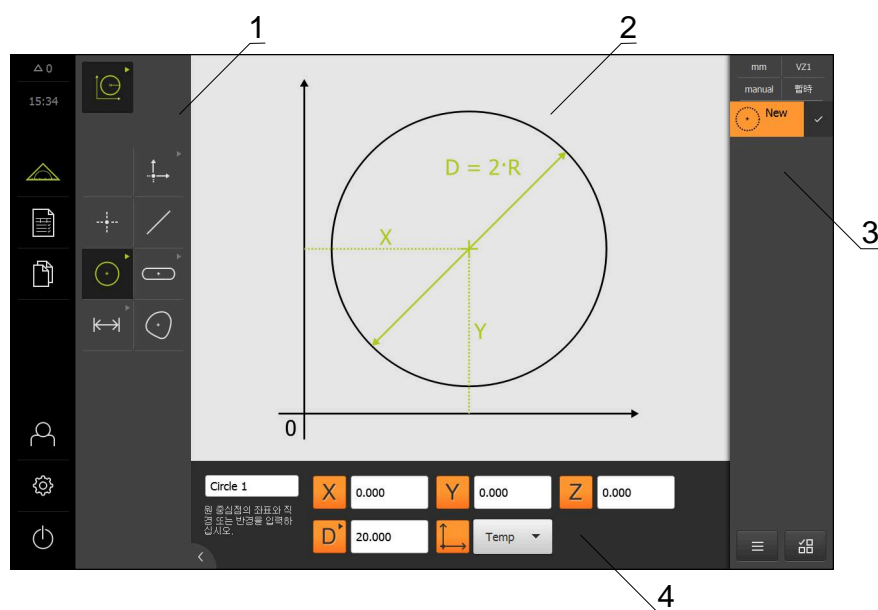 1
2
△ 0
15:34
D = 2·R
X
Y
0
mm
VZ1
manual
暫時
New
3
Circle 1
원 중심점의 좌표와 직
경 또는 반경을 입력하
십시오.
X
0.000
Y
0.000
Z
0.000
D
20.000
Temp
4